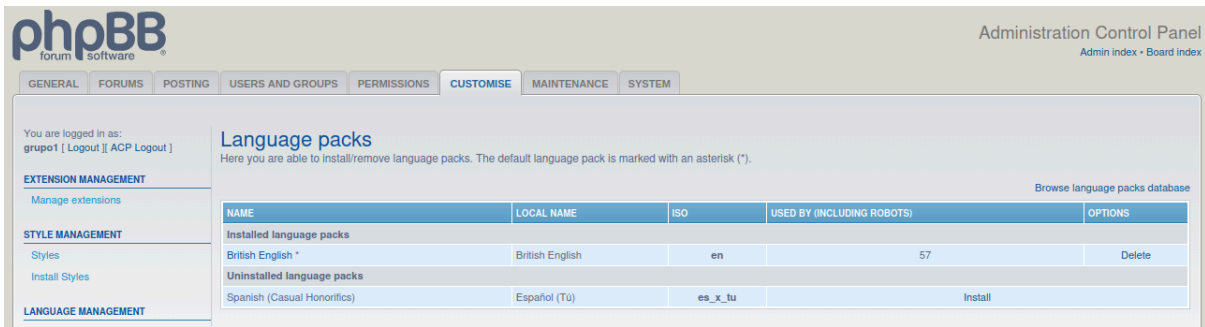 phpBB
forum software ®
Administration Control Panel
Admin index • Board index
GENERAL FORUMS POSTING USERS AND GROUPS PERMISSIONS CUSTOMISE MAINTENANCE SYSTEM
You are logged in as:
grupo1 [ Logout ][ ACP Logout ]
EXTENSION MANAGEMENT
Manage extensions
STYLE MANAGEMENT
Styles
Install Styles
LANGUAGE MANAGEMENT
Language packs
Here you are able to install/remove language packs. The default language pack is marked with an asterisk (*).
Browse language packs database
NAME LOCAL NAME ISO USED BY (INCLUDING ROBOTS) OPTIONS
Installed language packs
British English * British English en 57 Delete
Uninstalled language packs
Spanish (Casual Honorifics) Español (Tú) es_x_tu Install